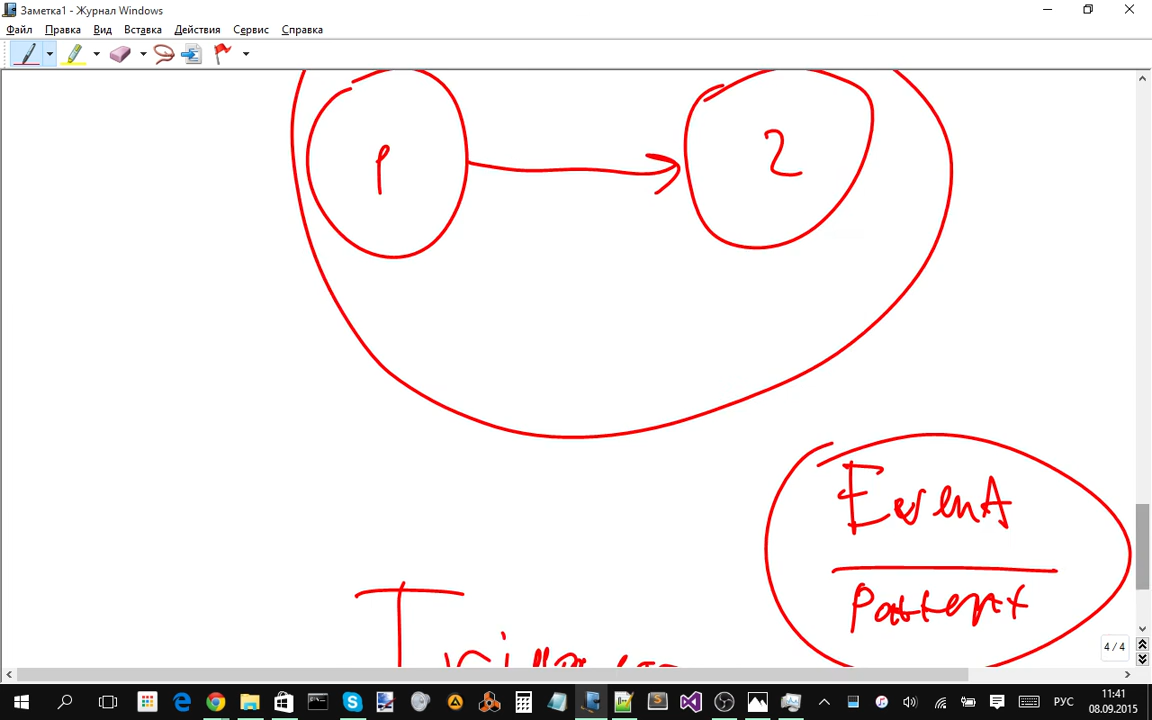 Заметка1 - Журнал Windows
Файл Правка Вид Вставка Действия Сервис Справка
1
2
Event
Pattern
4 / 4
РУС
11:41
08.09.2015